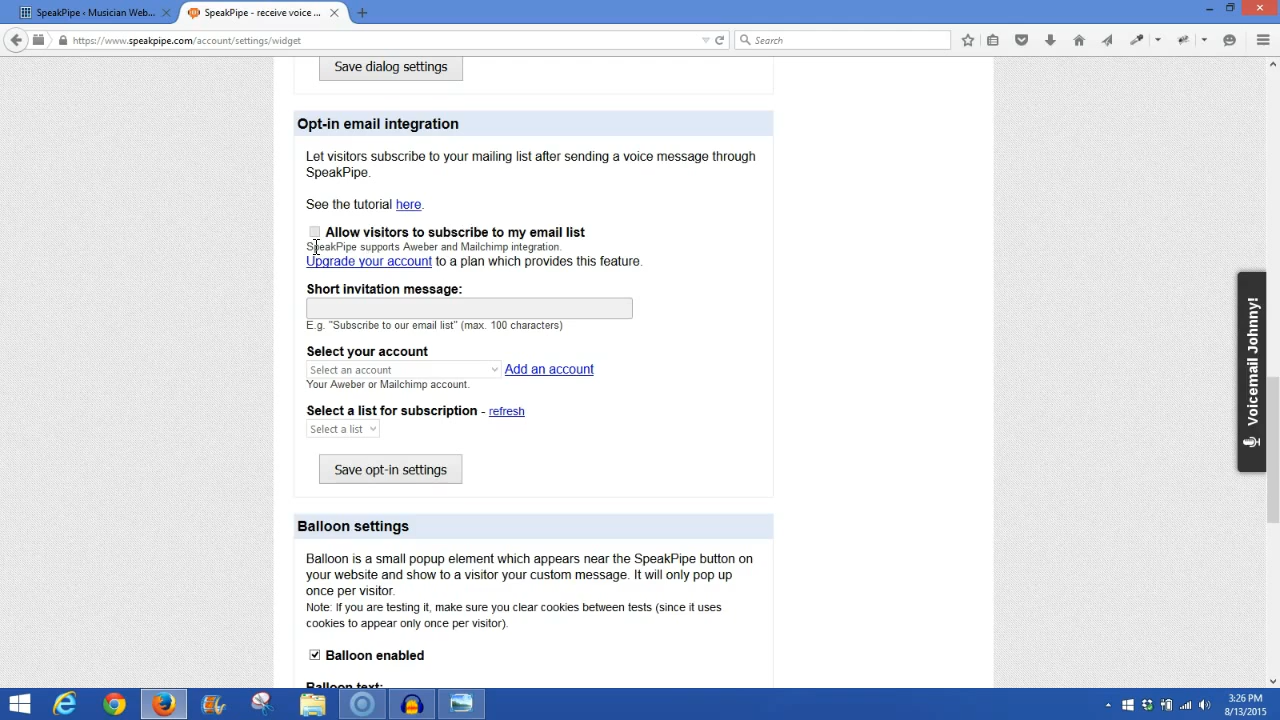 SpeakPipe ‹ Musician Web...
SpeakPipe - receive voice ...
https://www.speakpipe.com/account/settings/widget
Search
Save dialog settings
Opt-in email integration
Let visitors subscribe to your mailing list after sending a voice message through
SpeakPipe.
See the tutorial here.
Allow visitors to subscribe to my email list
SpeakPipe supports Aweber and Mailchimp integration.
Upgrade your account to a plan which provides this feature.
Short invitation message:
E.g. "Subscribe to our email list" (max. 100 characters)
Select your account
Select an account
Add an account
Your Aweber or Mailchimp account.
Select a list for subscription - refresh
Select a list
Save opt-in settings
Voicemail Johnny!
Balloon settings
Balloon is a small popup element which appears near the SpeakPipe button on
your website and show to a visitor your custom message. It will only pop up
once per visitor.
Note: If you are testing it, make sure you clear cookies between tests (since it uses
cookies to appear only once per visitor).
Balloon enabled
Balloon text:
3:26 PM
8/13/2015